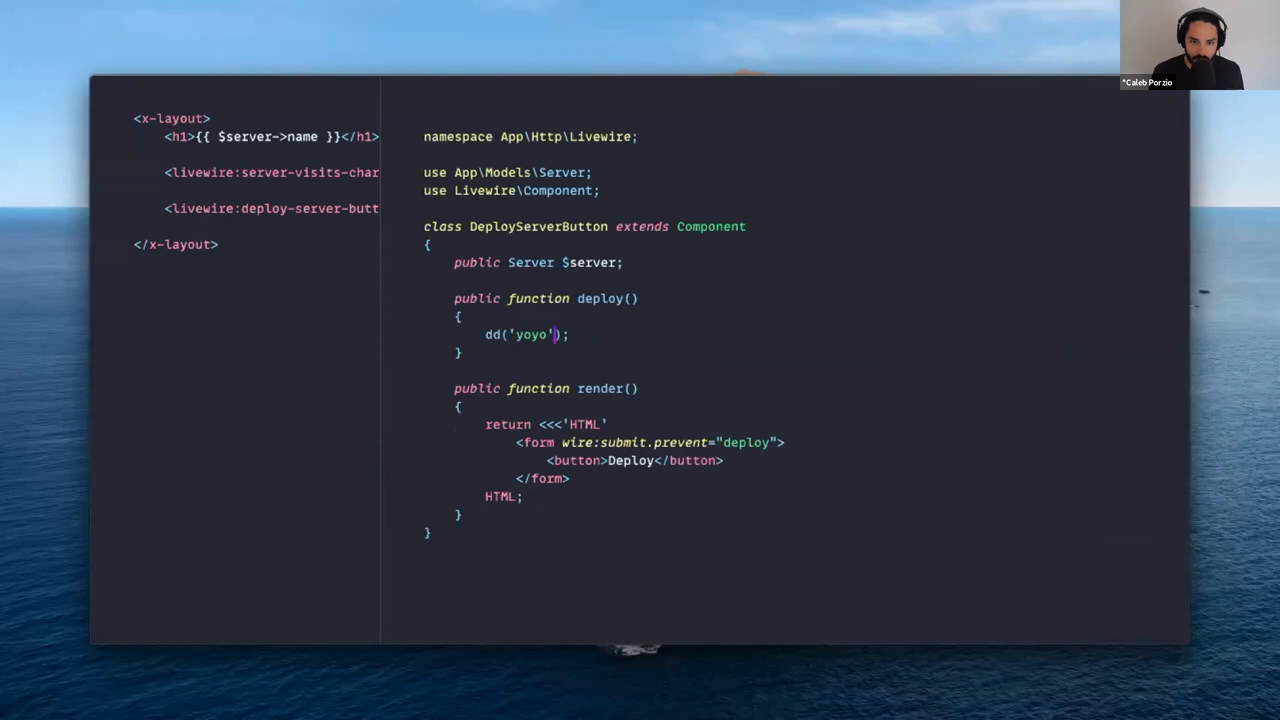 *Caleb Porzio
<x-layout>
<h1>{{ $server->name }}</h1>
<livewire:server-visits-char
<livewire:deploy-server-butt
</x-layout>
namespace App\Http\Livewire;
use App\Models\Server;
use Livewire\Component;
class DeployServerButton extends Component
{
public Server $server;
public function deploy()
{
dd('yoyo');
}
public function render()
{
return <<<'HTML'
<form wire:submit.prevent="deploy">
<button>Deploy</button>
</form>
HTML;
}
}